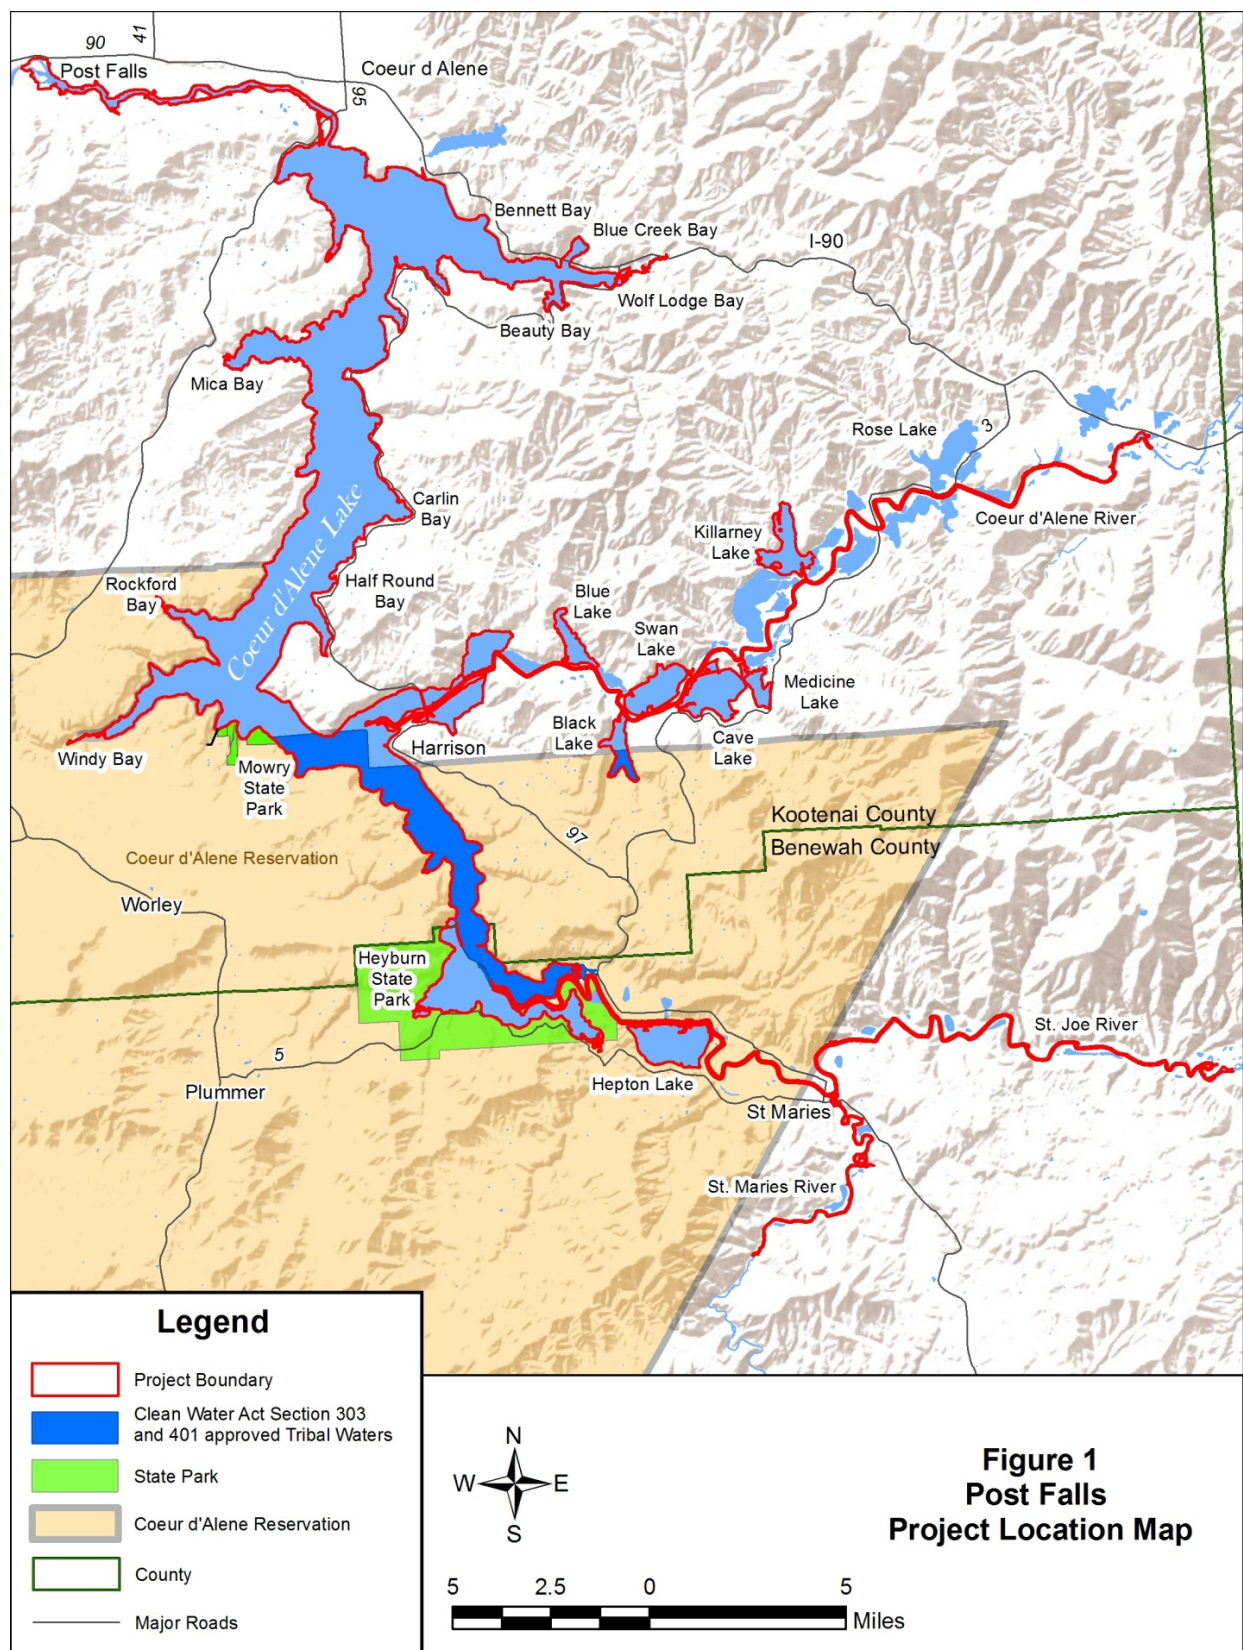 90
41
Post Falls
Coeur d Alene
95
Bennett Bay
Blue Creek Bay
I-90
Wolf Lodge Bay
Beauty Bay
Mica Bay
Rose Lake
3
Carlin
Bay
Coeur d'Alene River
Killarney
Lake
Coeur d'Alene Lake
Rockford
Bay
Half Round
Bay
Blue
Lake
Swan
Lake
Medicine
Lake
Black
Lake
Cave
Lake
Harrison
Windy Bay
Mowry
State
Park
Kootenai County
Benewah County
97
Coeur d'Alene Reservation
Worley
Heyburn
State
Park
St. Joe River
5
Plummer
Hepton Lake
St Maries
St. Maries River
Legend
Project Boundary
Clean Water Act Section 303
and 401 approved Tribal Waters
State Park
Coeur d'Alene Reservation
County
Major Roads
N
W
E
S
5
2.5
0
5
Miles
Figure 1
Post Falls
Project Location Map